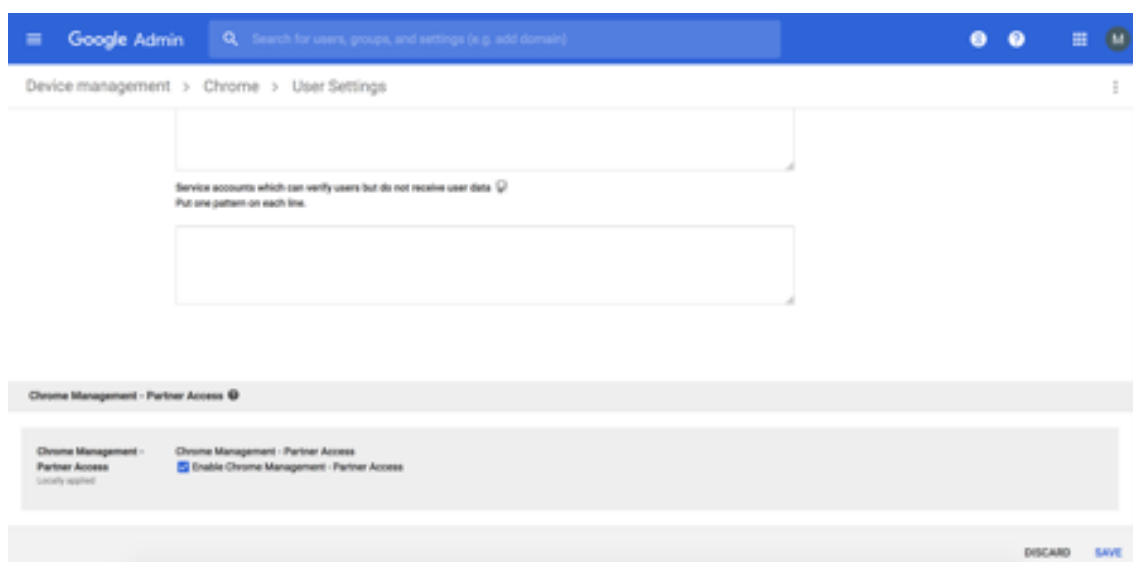 Google Admin
Search for users, groups, and settings (e.g. add domain)
M
Device management > Chrome > User Settings
Service accounts which can verify users but do not receive user data
Put one pattern on each line.
Chrome Management - Partner Access
Chrome Management -
Partner Access
Locally applied
Chrome Management - Partner Access
Enable Chrome Management - Partner Access
DISCARD SAVE